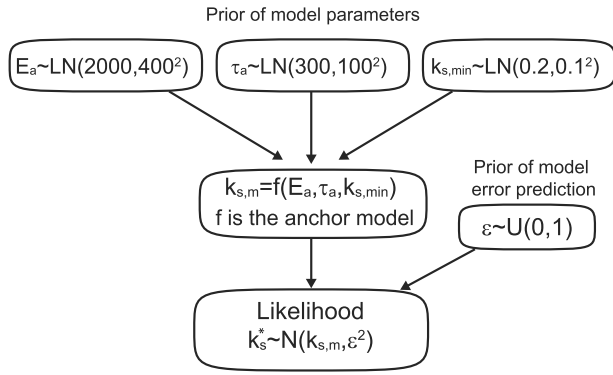 Prior of model parameters
Eₐ~LN(2000,400²)
τₐ~LN(300,100²)
kₛ,ₘᵢₙ~LN(0.2,0.1²)
kₛ,ₘ=f(Eₐ,τₐ,kₛ,ₘᵢₙ)
f is the anchor model
Prior of model
error prediction
ε~U(0,1)
Likelihood
kₛ*~N(kₛ,ₘ,ε²)